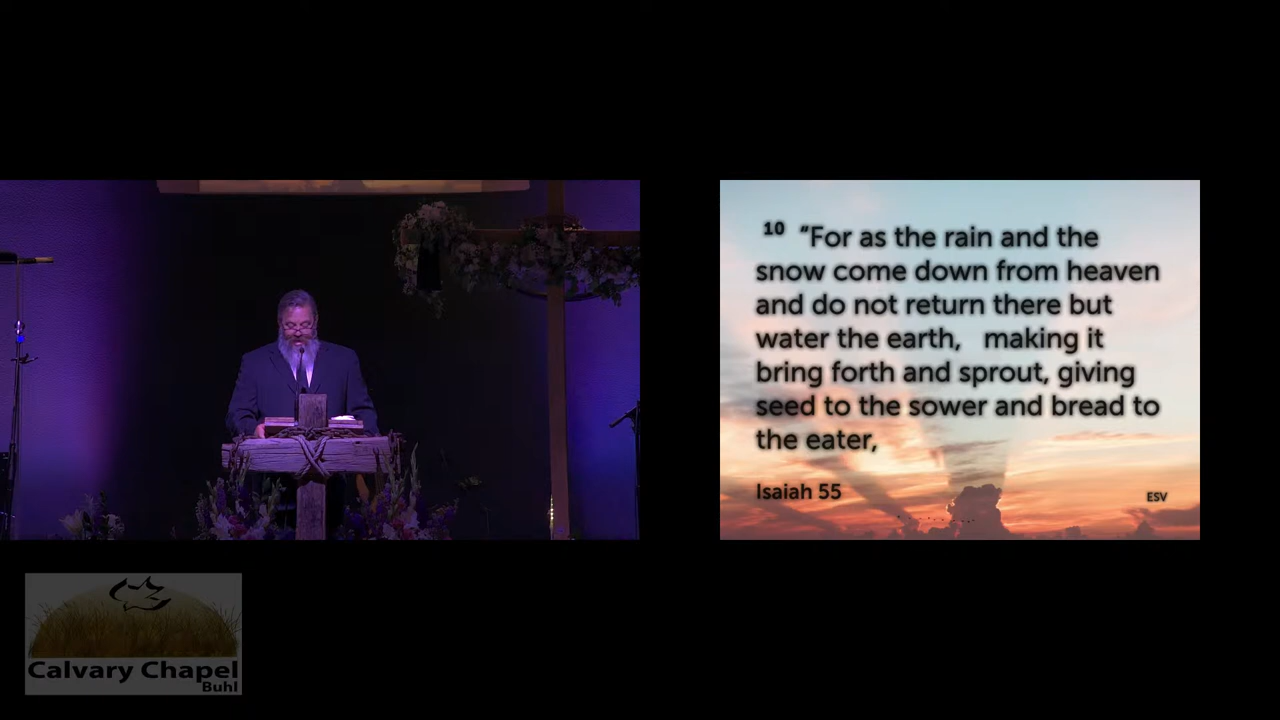 10 “For as the rain and the
snow come down from heaven
and do not return there but
water the earth, making it
bring forth and sprout, giving
seed to the sower and bread to
the eater,
Isaiah 55
ESV
Calvary Chapel
Buhl